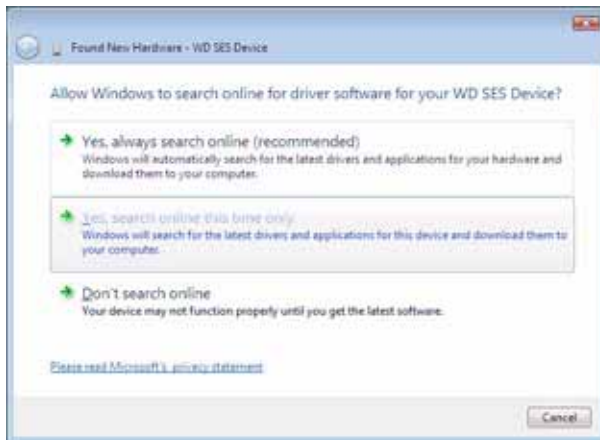 Found New Hardware - WD SES Device
Allow Windows to search online for driver software for your WD SES Device?
Yes, always search online (recommended)
Windows will automatically search for the latest drivers and applications for your hardware and
download them to your computer.
Yes, search online this time only
Windows will search for the latest drivers and applications for this device and download them to
your computer.
Don't search online
Your device may not function properly until you get the latest software.
Please read Microsoft's privacy statement
Cancel